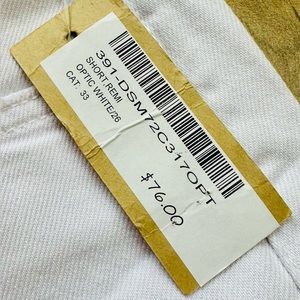 391-DSM72C317OPT
SHORT REMI
OPTIC WHITE/26
CAT. 33
$76.00